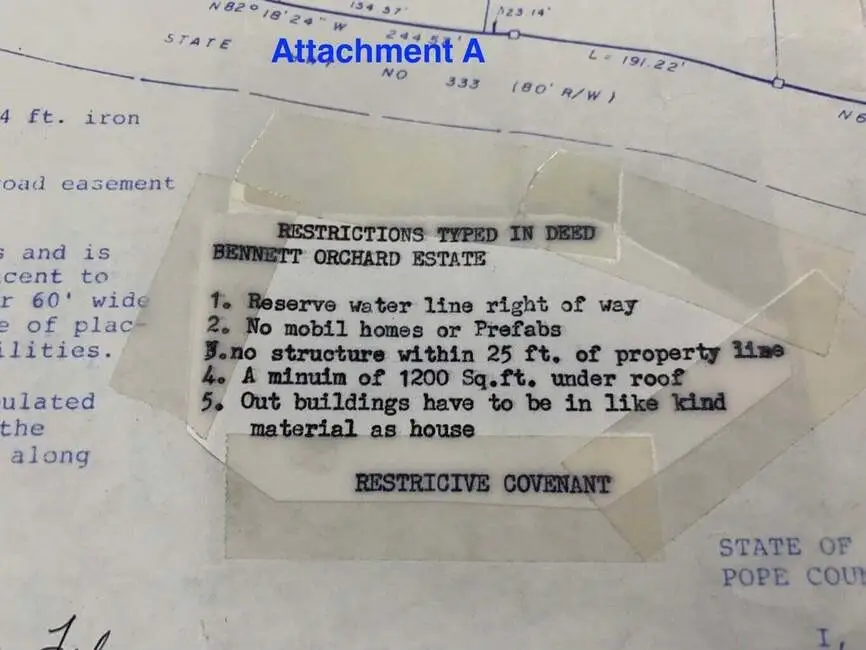 N82°18'24" W
154 57'
123.14'
STATE
244 53'
Attachment A
L = 191.22'
NO 333 (80' R/W)
N6
4 ft. iron
oad easement
s and is
cent to
r 60' wide
e of plac-
ilities.
ulated
the
along
RESTRICTIONS TYPED IN DEED
BENNETT ORCHARD ESTATE
1. Reserve water line right of way
2. No mobil homes or Prefabs
3.no structure within 25 ft. of property line
4. A minuim of 1200 Sq.ft. under roof
5. Out buildings have to be in like kind
material as house
RESTRICIVE COVENANT
STATE OF
POPE COUN
I,